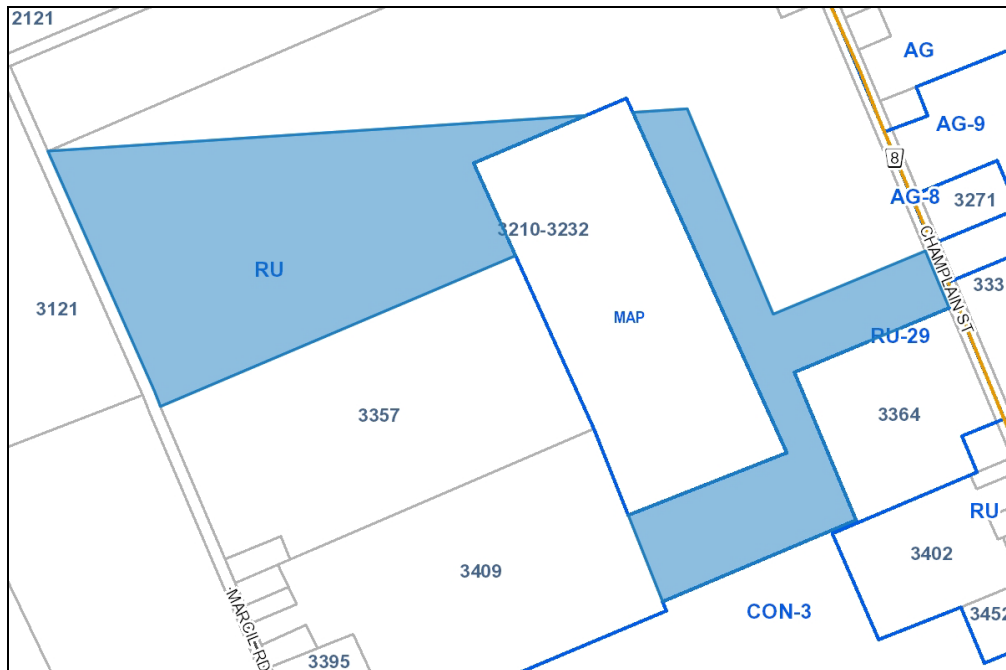 2121
AG
AG-9
8
AG-8
3271
3210-3232
RU
CHAMPLAIN ST
333
3121
MAP
RU-29
3357
3364
RU
3402
3409
CON-3
MARCIL RD
3452
3395